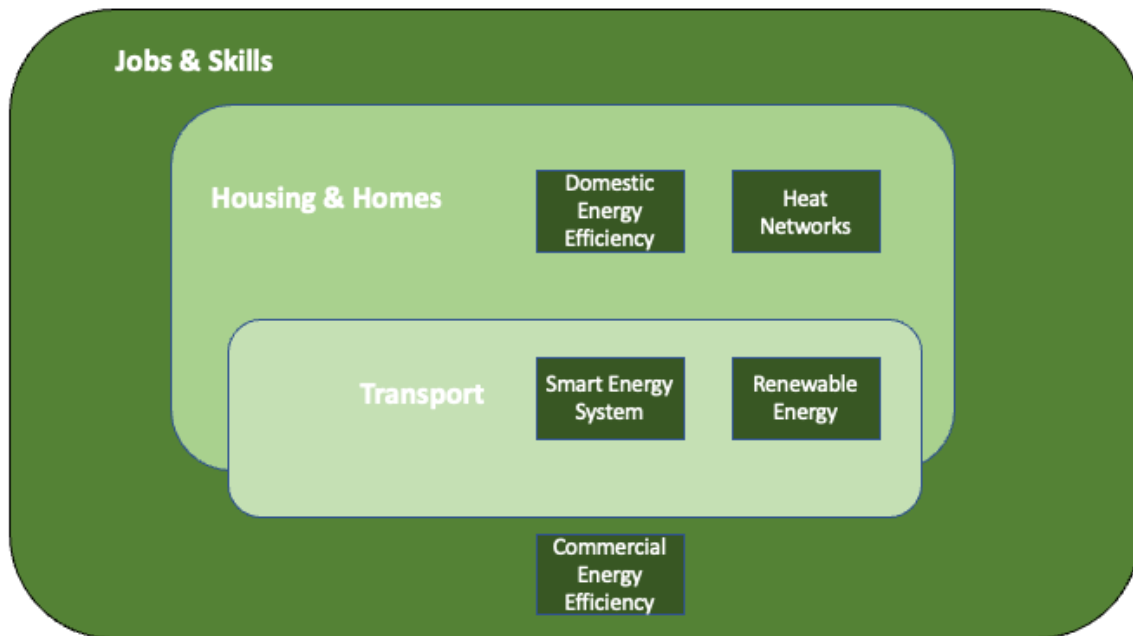 Jobs & Skills
Housing & Homes
Domestic
Energy
Efficiency
Heat
Networks
Transport
Smart Energy
System
Renewable
Energy
Commercial
Energy
Efficiency